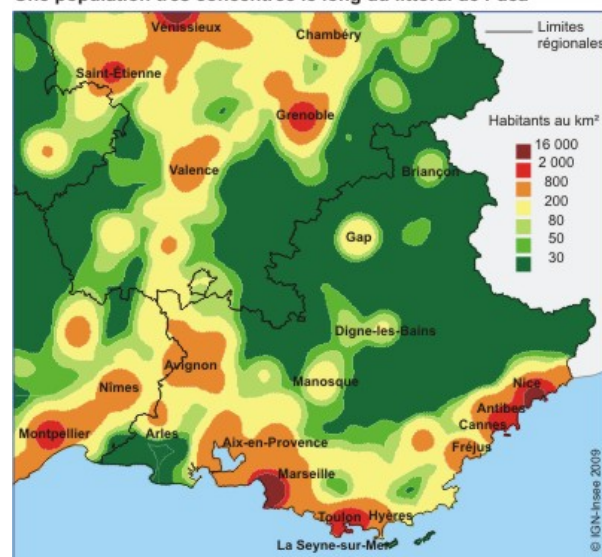 Une population très concentrée le long du littoral de Paca
Vénissieux
Chambéry
Saint-Étienne
Grenoble
Valence
Briançon
Gap
Digne-les-Bains
Avignon
Manosque
Nîmes
Nice
Antibes
Cannes
Montpellier
Arles
Aix-en-Provence
Fréjus
Marseille
Toulon
Hyères
La Seyne-sur-Mer
Limites
régionales
Habitants au km²
16 000
2 000
800
200
80
50
30
© IGN-Insee 2009